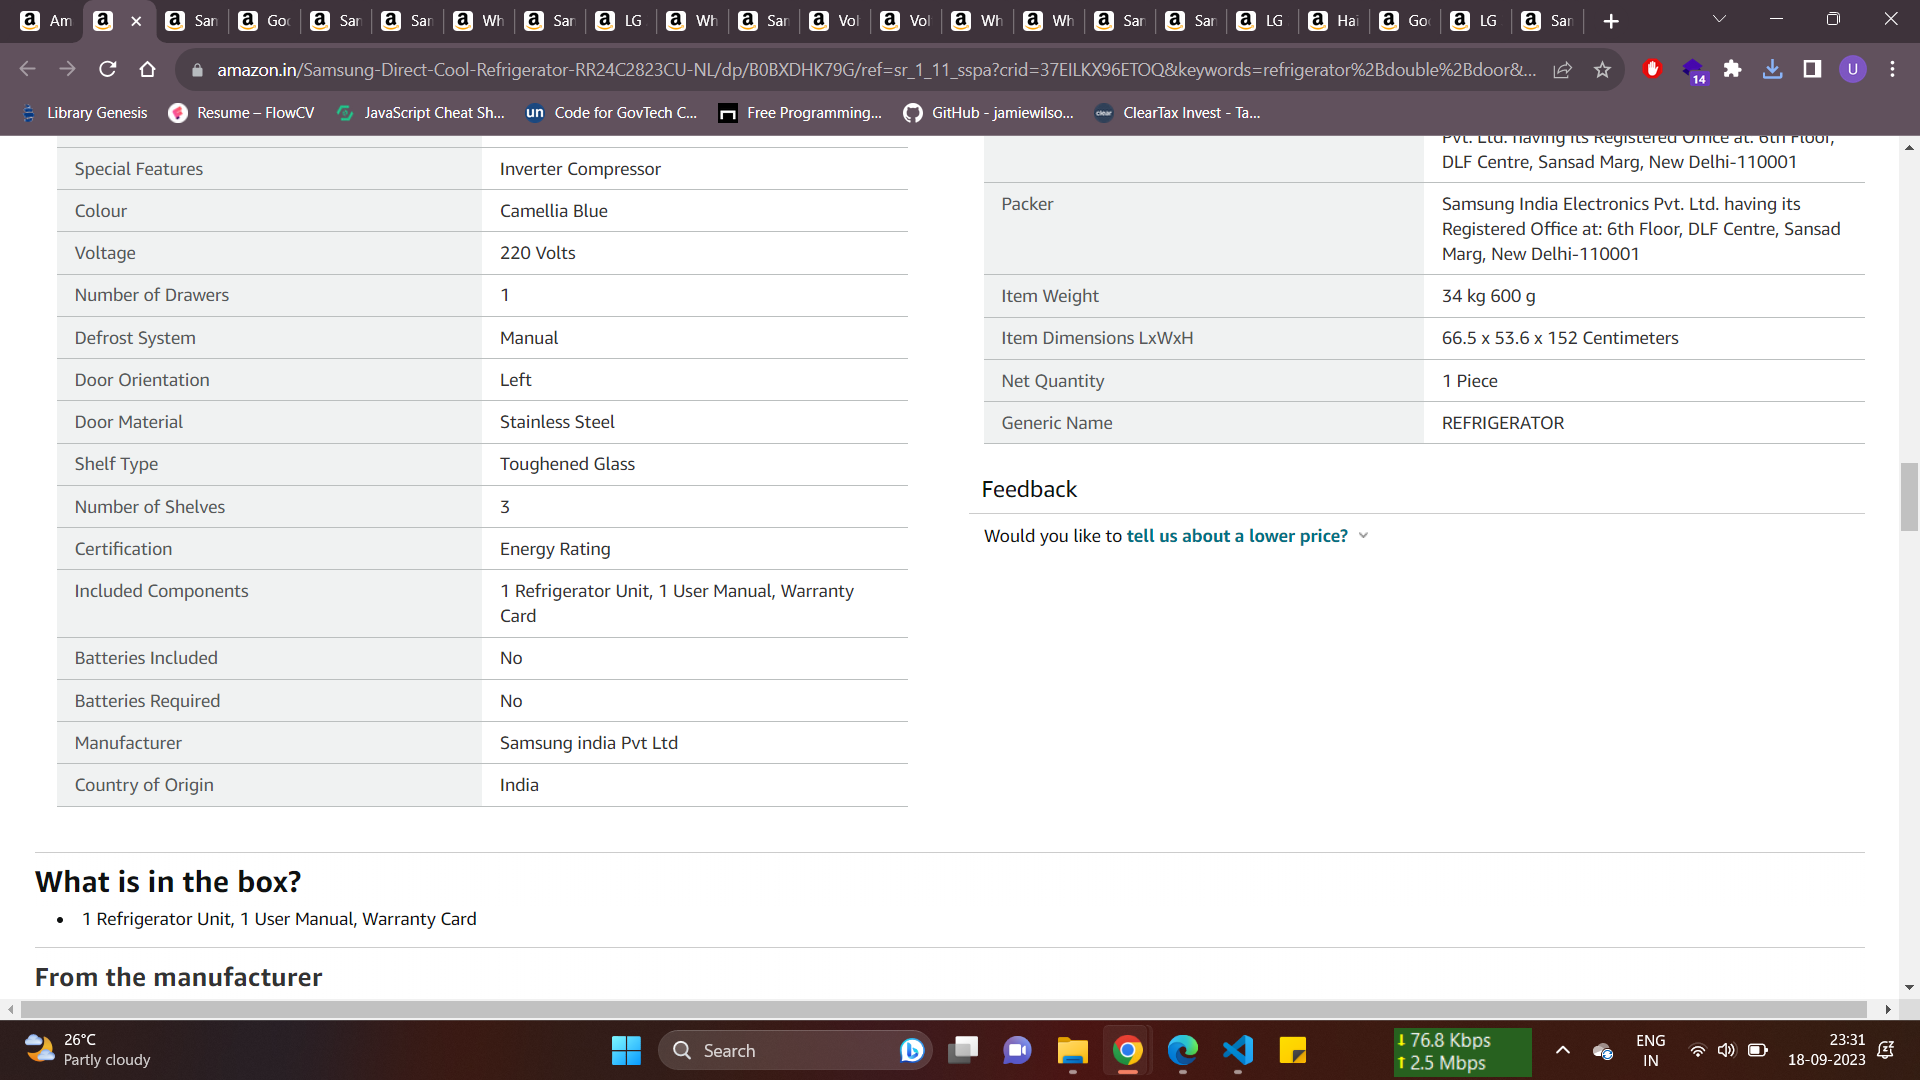 Am
San
Goo
San
San
Wh
San
LG
Wh
San
Vol
Vol
Wh
Wh
San
San
LG
Hai
Goo
LG
San
amazon.in/Samsung-Direct-Cool-Refrigerator-RR24C2823CU-NL/dp/B0BXDHK79G/ref=sr_1_11_sspa?crid=37EILKX96ETOQ&keywords=refrigerator%2Bdouble%2Bdoor&...
14
U
Library Genesis
Resume – FlowCV
JavaScript Cheat Sh...
un
Code for GovTech C...
Free Programming...
GitHub - jamiewilso...
clear
ClearTax Invest - Ta...
Special Features Inverter Compressor
Colour Camellia Blue
Voltage 220 Volts
Number of Drawers 1
Defrost System Manual
Door Orientation Left
Door Material Stainless Steel
Shelf Type Toughened Glass
Number of Shelves 3
Certification Energy Rating
Included Components 1 Refrigerator Unit, 1 User Manual, Warranty
Card
Batteries Included No
Batteries Required No
Manufacturer Samsung india Pvt Ltd
Country of Origin India
Pvt. Ltd. having its Registered Office at: 6th Floor,
DLF Centre, Sansad Marg, New Delhi-110001
Packer Samsung India Electronics Pvt. Ltd. having its
Registered Office at: 6th Floor, DLF Centre, Sansad
Marg, New Delhi-110001
Item Weight 34 kg 600 g
Item Dimensions LxWxH 66.5 x 53.6 x 152 Centimeters
Net Quantity 1 Piece
Generic Name REFRIGERATOR
Feedback
Would you like to tell us about a lower price?
What is in the box?
• 1 Refrigerator Unit, 1 User Manual, Warranty Card
From the manufacturer
26°C
Partly cloudy
Search
76.8 Kbps
2.5 Mbps
ENG
IN
23:31
18-09-2023